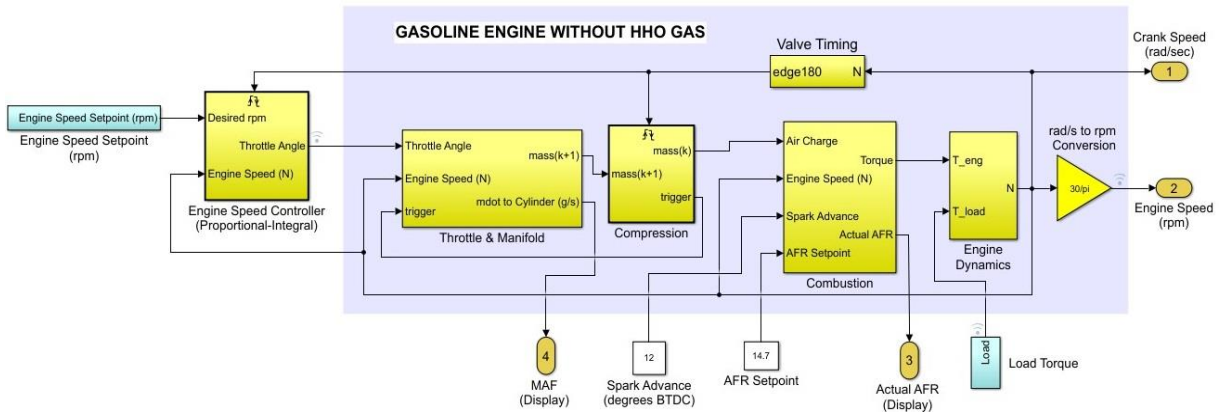 GASOLINE ENGINE WITHOUT HHO GAS
Valve Timing
edge180 N
Crank Speed
(rad/sec)
1
Engine Speed Setpoint (rpm)
Engine Speed Setpoint
(rpm)
Desired rpm
Throttle Angle
Engine Speed (N)
Engine Speed Controller
(Proportional-Integral)
Throttle Angle
mass(k+1)
Engine Speed (N)
mdot to Cylinder (g/s)
trigger
Throttle & Manifold
mass(k)
mass(k+1)
trigger
Compression
Air Charge
Torque
Engine Speed (N)
Spark Advance
Actual AFR
AFR Setpoint
Combustion
T_eng
N
T_load
Engine
Dynamics
rad/s to rpm
Conversion
30/pi
2
Engine Speed
(rpm)
4
MAF
(Display)
12
Spark Advance
(degrees BTDC)
14.7
AFR Setpoint
3
Actual AFR
(Display)
Load
Load Torque